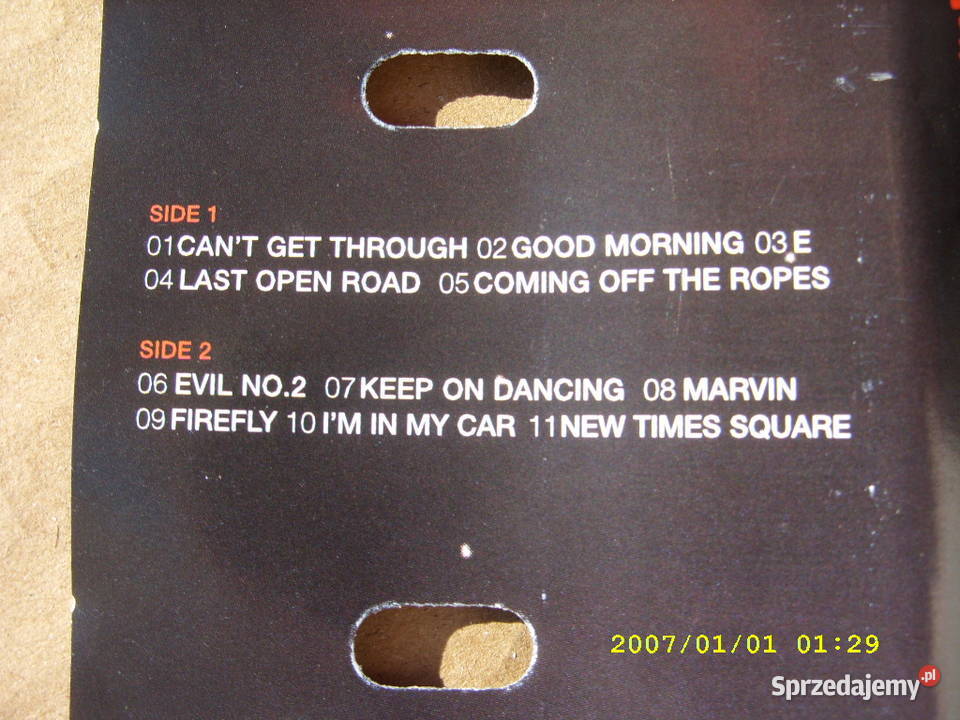 SIDE 1
01 CAN'T GET THROUGH 02 GOOD MORNING 03 E
04 LAST OPEN ROAD 05 COMING OFF THE ROPES
SIDE 2
06 EVIL NO.2 07 KEEP ON DANCING 08 MARVIN
09 FIREFLY 10 I'M IN MY CAR 11 NEW TIMES SQUARE
2007/01/01 01:29
Sprzedajemy.pl